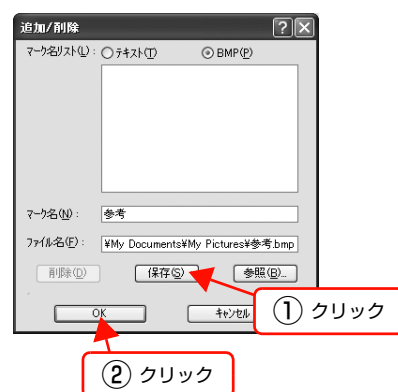 追加/削除
マーク名リスト(L): テキスト(T) BMP(P)
マーク名(N): 参考
ファイル名(F): ¥My Documents¥My Pictures¥参考.bmp
削除(D) 保存(S) 参照(B)...
① クリック
OK キャンセル
② クリック